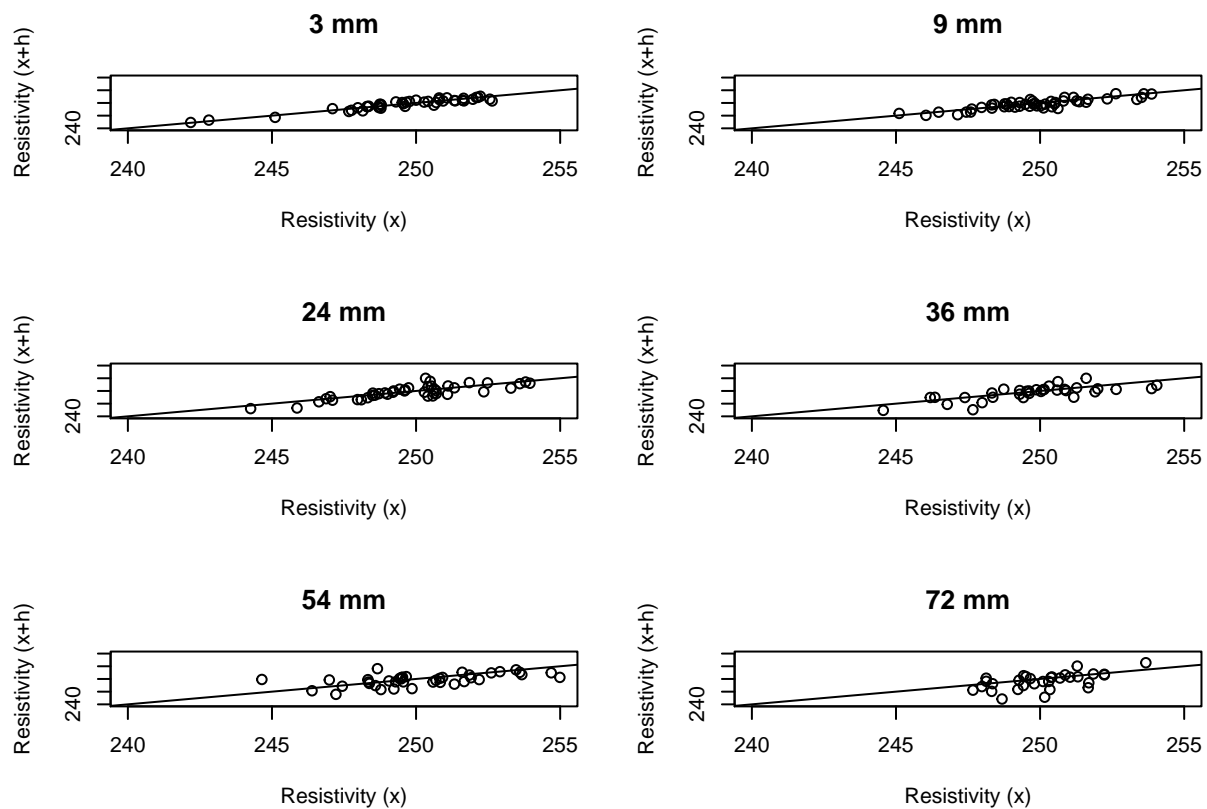 3 mm
Resistivity (x+h)
240
240 245 250 255
Resistivity (x)
9 mm
Resistivity (x+h)
240
240 245 250 255
Resistivity (x)
24 mm
Resistivity (x+h)
240
240 245 250 255
Resistivity (x)
36 mm
Resistivity (x+h)
240
240 245 250 255
Resistivity (x)
54 mm
Resistivity (x+h)
240
240 245 250 255
Resistivity (x)
72 mm
Resistivity (x+h)
240
240 245 250 255
Resistivity (x)